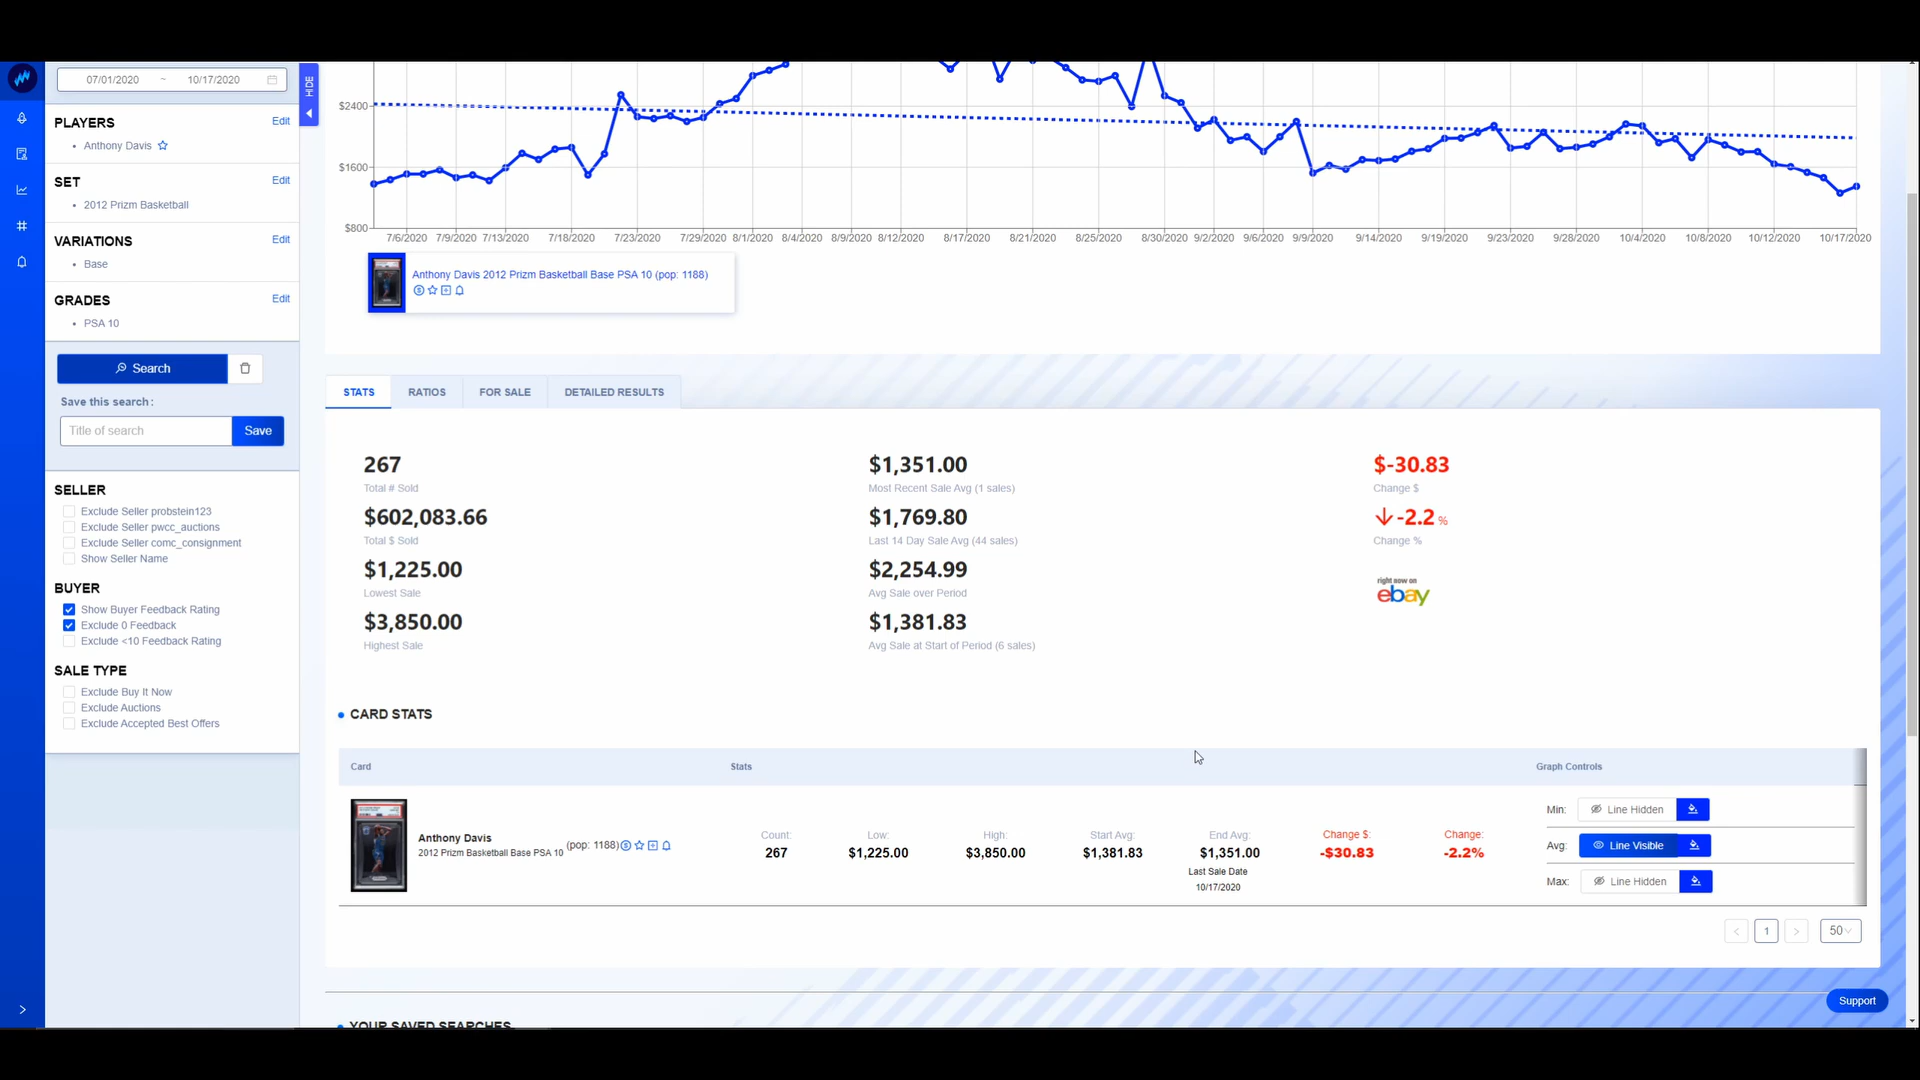 07/01/2020 ~ 10/17/2020
HIDE
PLAYERS Edit
Anthony Davis
SET Edit
2012 Prizm Basketball
VARIATIONS Edit
Base
GRADES Edit
PSA 10
Search
Save this search:
Title of search Save
SELLER
Exclude Seller probstein123
Exclude Seller pwcc_auctions
Exclude Seller comc_consignment
Show Seller Name
BUYER
Show Buyer Feedback Rating
Exclude 0 Feedback
Exclude <10 Feedback Rating
SALE TYPE
Exclude Buy It Now
Exclude Auctions
Exclude Accepted Best Offers
$2400
$1600
$800
7/6/2020 7/9/2020 7/13/2020 7/18/2020 7/23/2020 7/29/2020 8/1/2020 8/4/2020 8/9/2020 8/12/2020 8/17/2020 8/21/2020 8/25/2020 8/30/2020 9/2/2020 9/6/2020 9/9/2020 9/14/2020 9/19/2020 9/23/2020 9/28/2020 10/4/2020 10/8/2020 10/12/2020 10/17/2020
Anthony Davis 2012 Prizm Basketball Base PSA 10 (pop: 1188)
STATS RATIOS FOR SALE DETAILED RESULTS
267 $1,351.00 $-30.83
Total # Sold Most Recent Sale Avg (1 sales) Change $
$602,083.66 $1,769.80 -2.2 %
Total $ Sold Last 14 Day Sale Avg (44 sales) Change %
$1,225.00 $2,254.99
Lowest Sale Avg Sale over Period
right now on
ebay
$3,850.00 $1,381.83
Highest Sale Avg Sale at Start of Period (6 sales)
CARD STATS
Card Stats Graph Controls
Anthony Davis
2012 Prizm Basketball Base PSA 10 (pop: 1188)
Count: Low: High: Start Avg: End Avg: Change $: Change:
267 $1,225.00 $3,850.00 $1,381.83 $1,351.00 -$30.83 -2.2%
Last Sale Date
10/17/2020
Min: Line Hidden
Avg: Line Visible
Max: Line Hidden
< 1 > 50
Support
YOUR SAVED SEARCHES